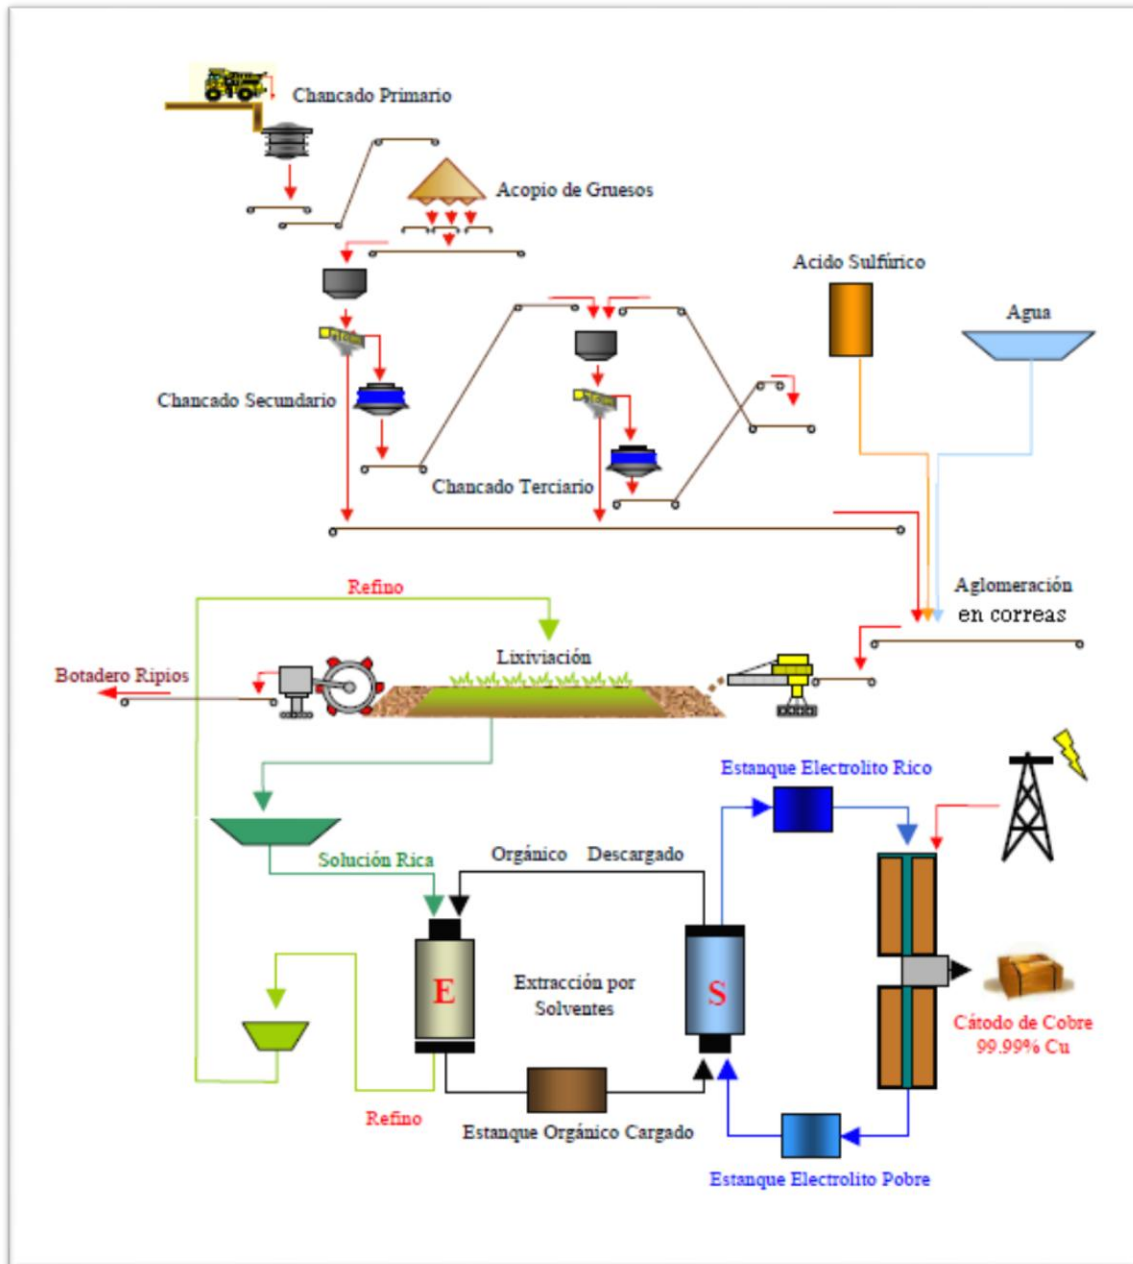 Chancado Primario
Acopio de Gruesos
Acido Sulfúrico
Agua
Chancado Secundario
Chancado Terciario
Aglomeración
en correas
Refino
Lixiviación
Botadero Ripios
Estanque Electrolito Rico
Solución Rica
Orgánico Descargado
E
Extracción por
Solventes
S
Cátodo de Cobre
99.99% Cu
Refino
Estanque Orgánico Cargado
Estanque Electrolito Pobre